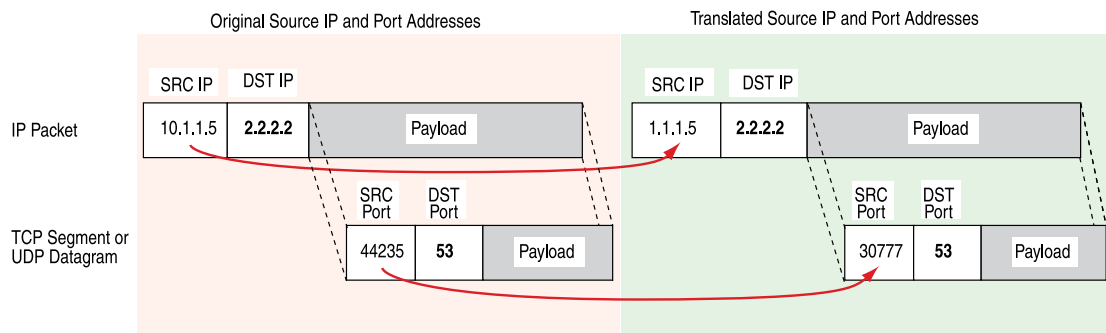 Original Source IP and Port Addresses
Translated Source IP and Port Addresses
SRC IP
DST IP
SRC IP
DST IP
IP Packet
10.1.1.5
2.2.2.2
Payload
1.1.1.5
2.2.2.2
Payload
SRC
Port
DST
Port
SRC
Port
DST
Port
TCP Segment or
UDP Datagram
44235
53
Payload
30777
53
Payload